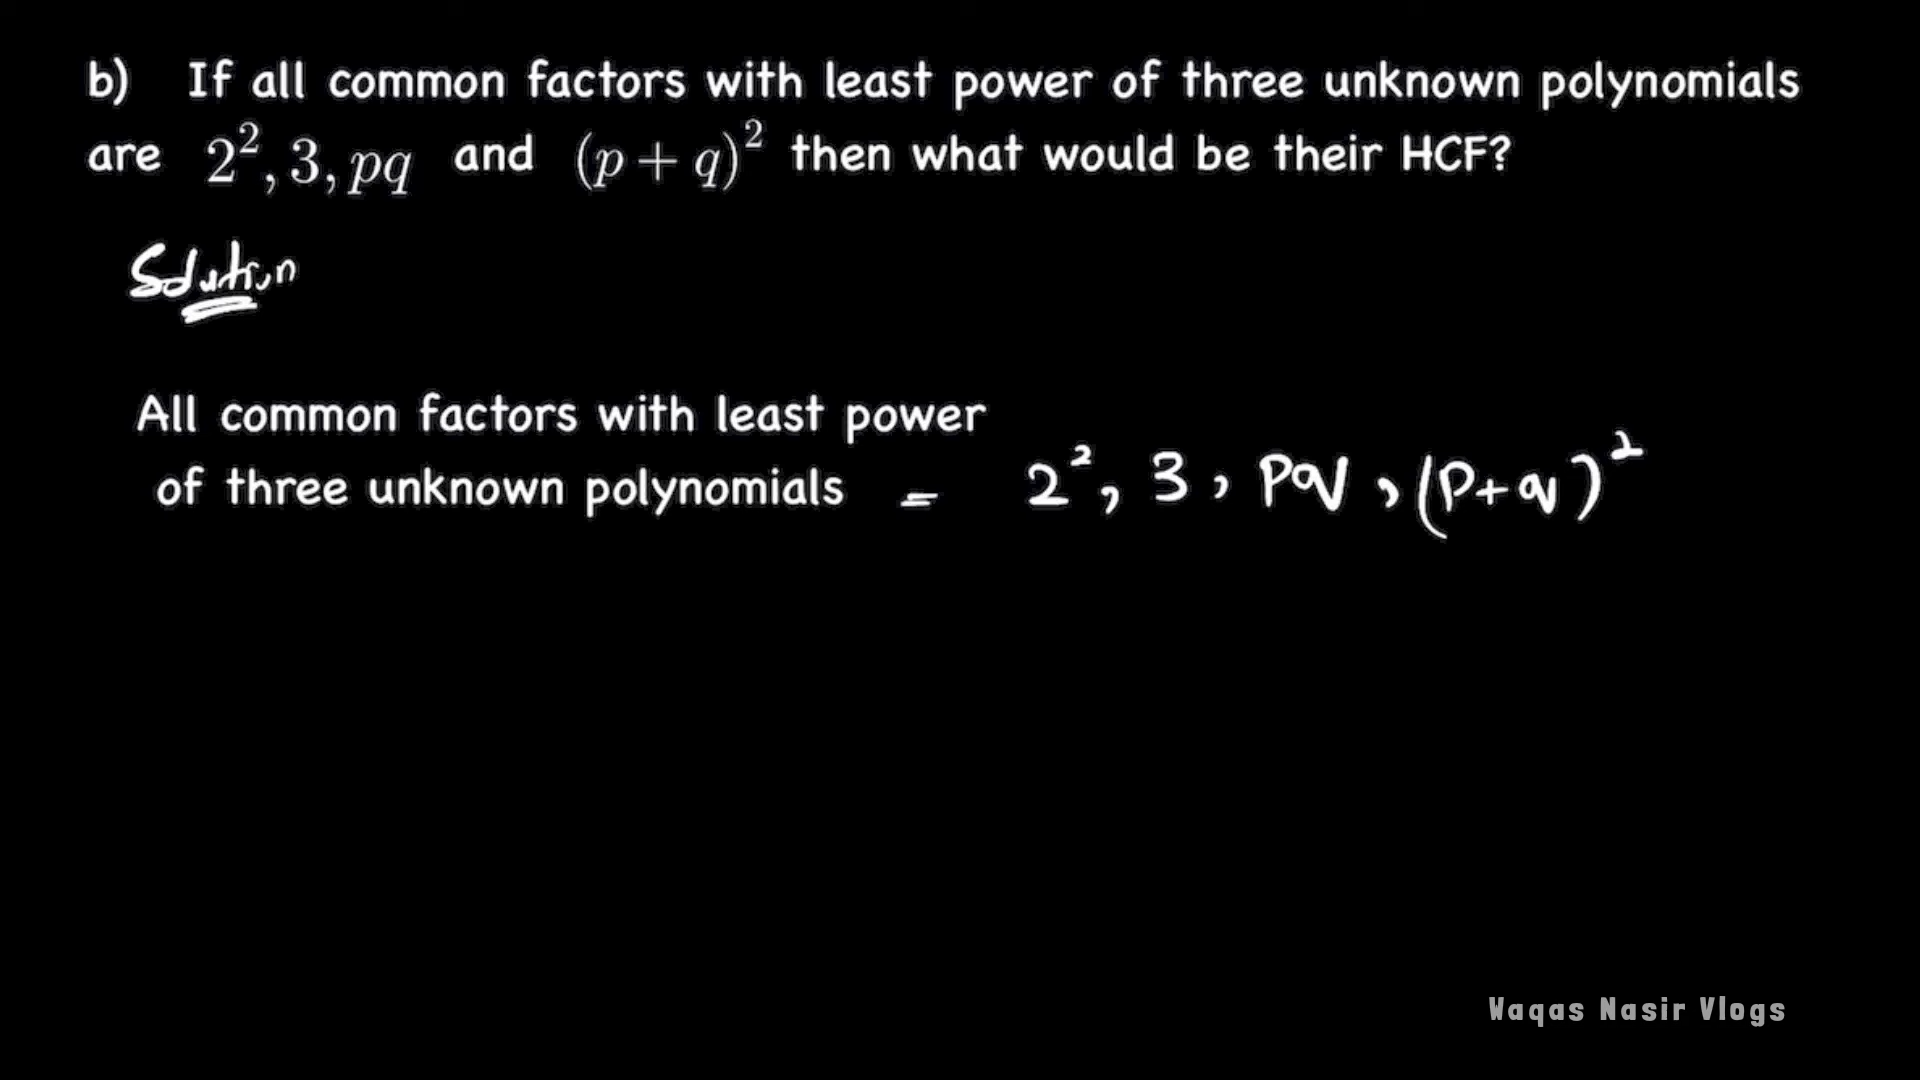 b) If all common factors with least power of three unknown polynomials
are 2², 3, pq and (p + q)² then what would be their HCF?
Solution
All common factors with least power
of three unknown polynomials = 2², 3, pq, (p+q)²
Waqas Nasir Vlogs